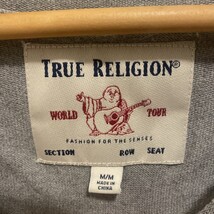 TRUE RELIGION®
WORLD TOUR
FASHION FOR THE SENSES
SECTION ROW SEAT
M/M
MADE IN
CHINA